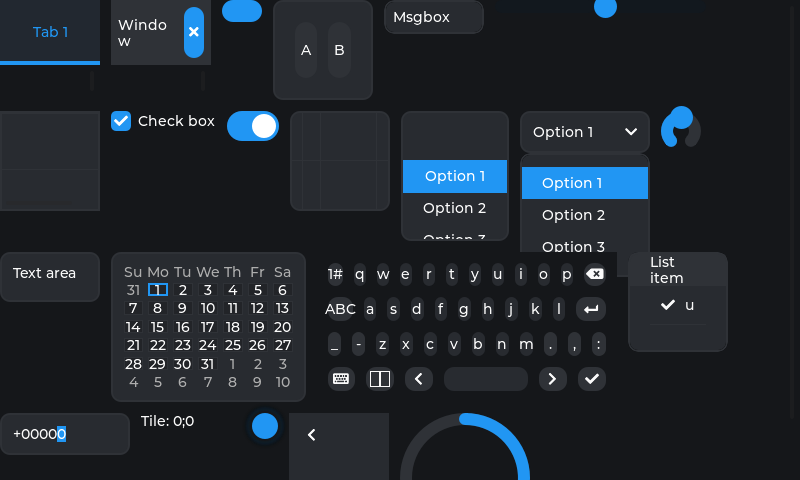 Tab 1
Windo
w
A B
Msgbox
Check box
Option 1
Option 2
Option 3
Option 1
Option 1
Option 2
Option 3
Text area
Su Mo Tu We Th Fr Sa
31 1 2 3 4 5 6
7 8 9 10 11 12 13
14 15 16 17 18 19 20
21 22 23 24 25 26 27
28 29 30 31 1 2 3
4 5 6 7 8 9 10
1# q w e r t y u i o p
ABC a s d f g h j k l
_ - z x c v b n m . , :
List
item
u
+00000
Tile: 0;0